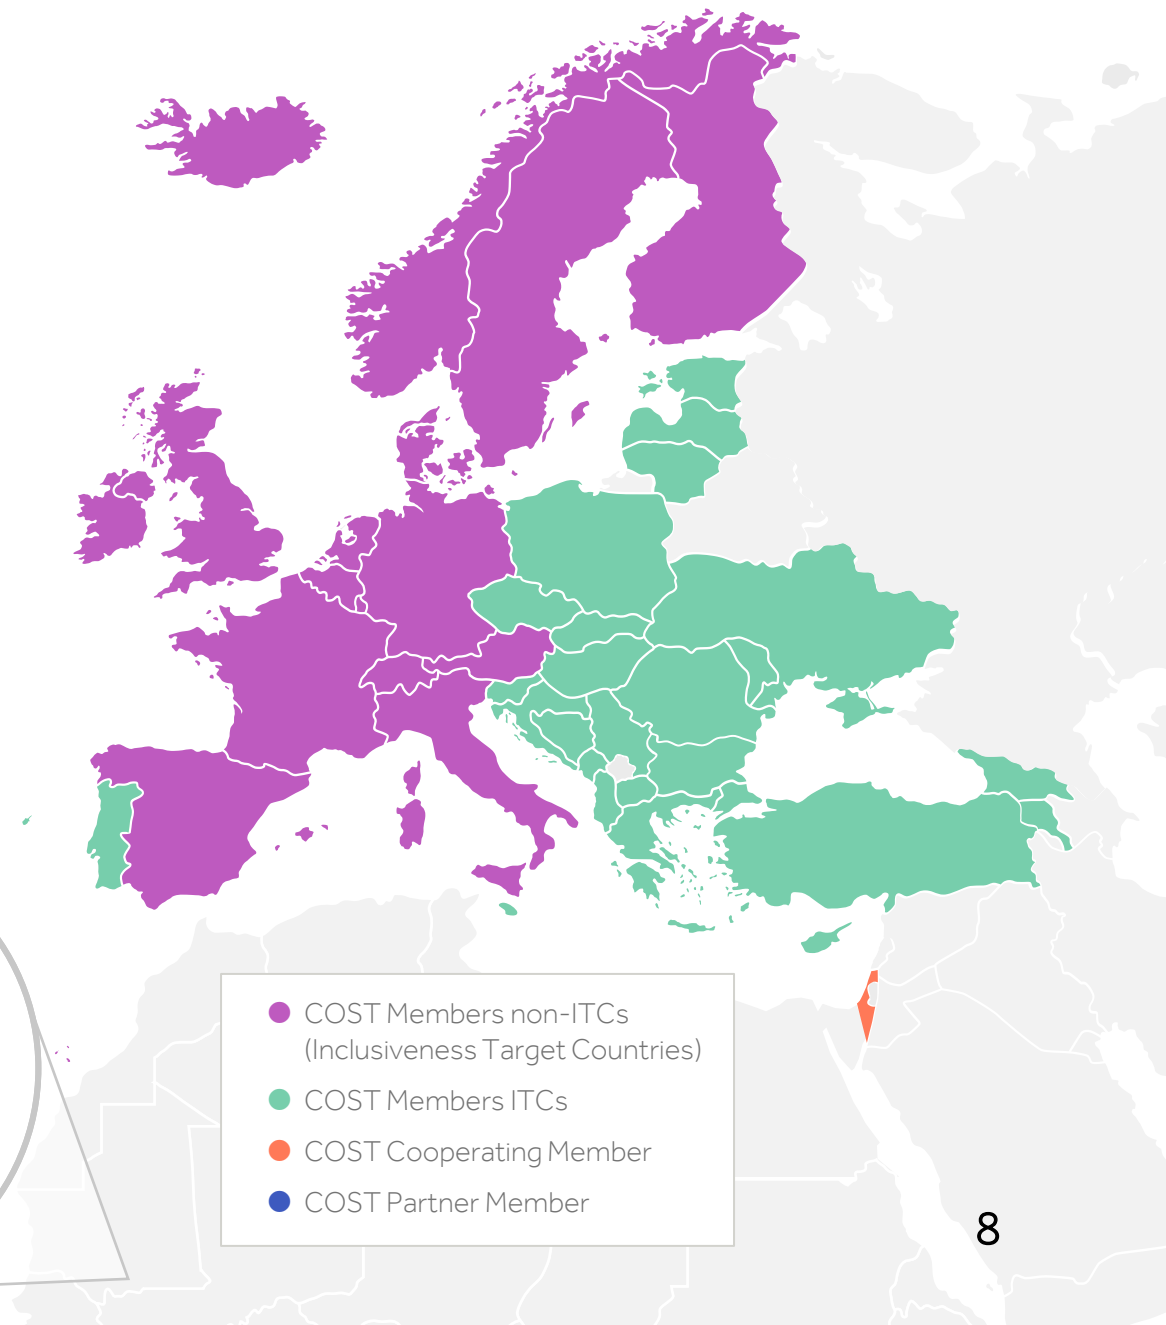 COST Members non-ITCs
(Inclusiveness Target Countries)
COST Members ITCs
COST Cooperating Member
COST Partner Member
8